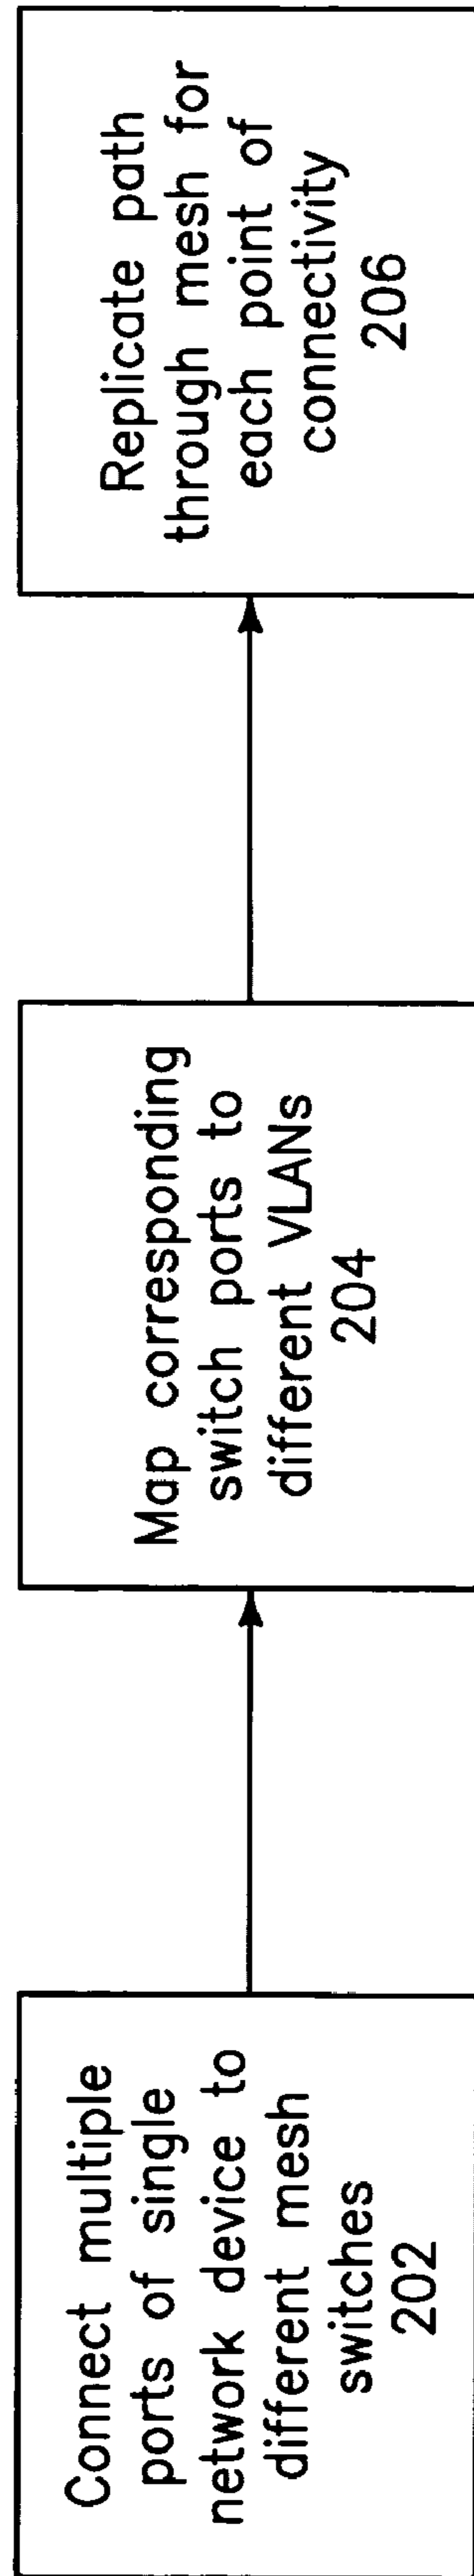 Connect multiple
ports of single
network device to
different mesh
switches
202
Map corresponding
switch ports to
different VLANs
204
Replicate path
through mesh for
each point of
connectivity
206